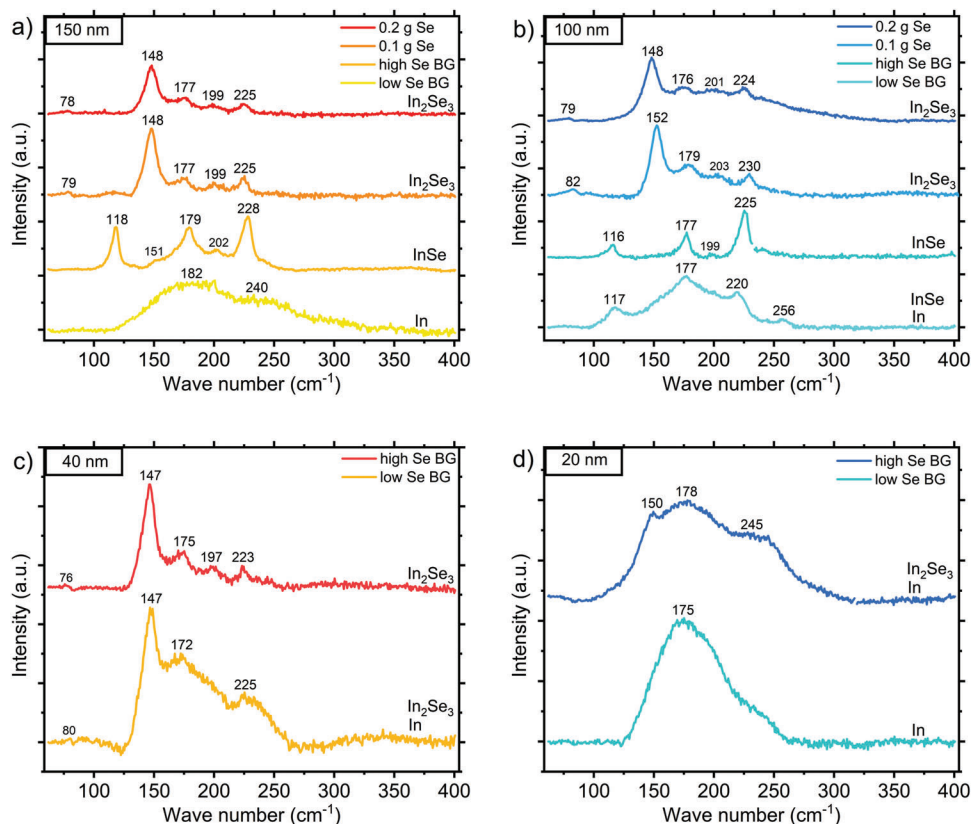 a)
150 nm
0.2 g Se
0.1 g Se
high Se BG
low Se BG
148
78
177
199
225
In₂Se₃
148
79
177
199
225
In₂Se₃
118
151
179
202
228
InSe
182
240
In
Intensity (a.u.)
100 150 200 250 300 350 400
Wave number (cm⁻¹)
b)
100 nm
0.2 g Se
0.1 g Se
high Se BG
low Se BG
148
79
176
201
224
In₂Se₃
152
82
179
203
230
In₂Se₃
116
177
199
225
InSe
117
177
220
256
InSe
In
Intensity (a.u.)
100 150 200 250 300 350 400
Wave number (cm⁻¹)
c)
40 nm
high Se BG
low Se BG
147
76
175
197
223
In₂Se₃
147
80
172
225
In₂Se₃
In
Intensity (a.u.)
100 150 200 250 300 350 400
Wave number (cm⁻¹)
d)
20 nm
high Se BG
low Se BG
150
178
245
In₂Se₃
In
175
In
Intensity (a.u.)
100 150 200 250 300 350 400
Wave number (cm⁻¹)